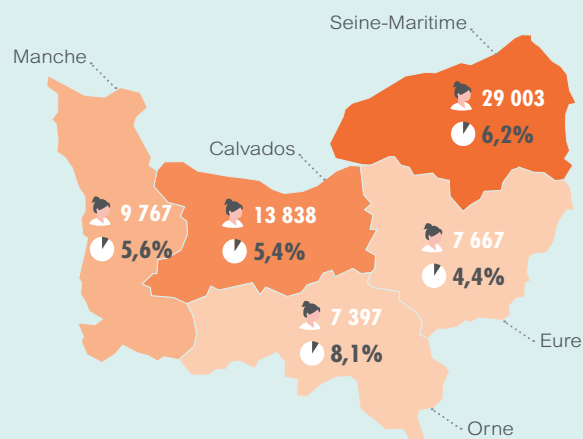 Seine-Maritime
Manche
29 003
6,2%
Calvados
9 767
5,6%
13 838
5,4%
7 667
4,4%
7 397
8,1%
Eure
Orne